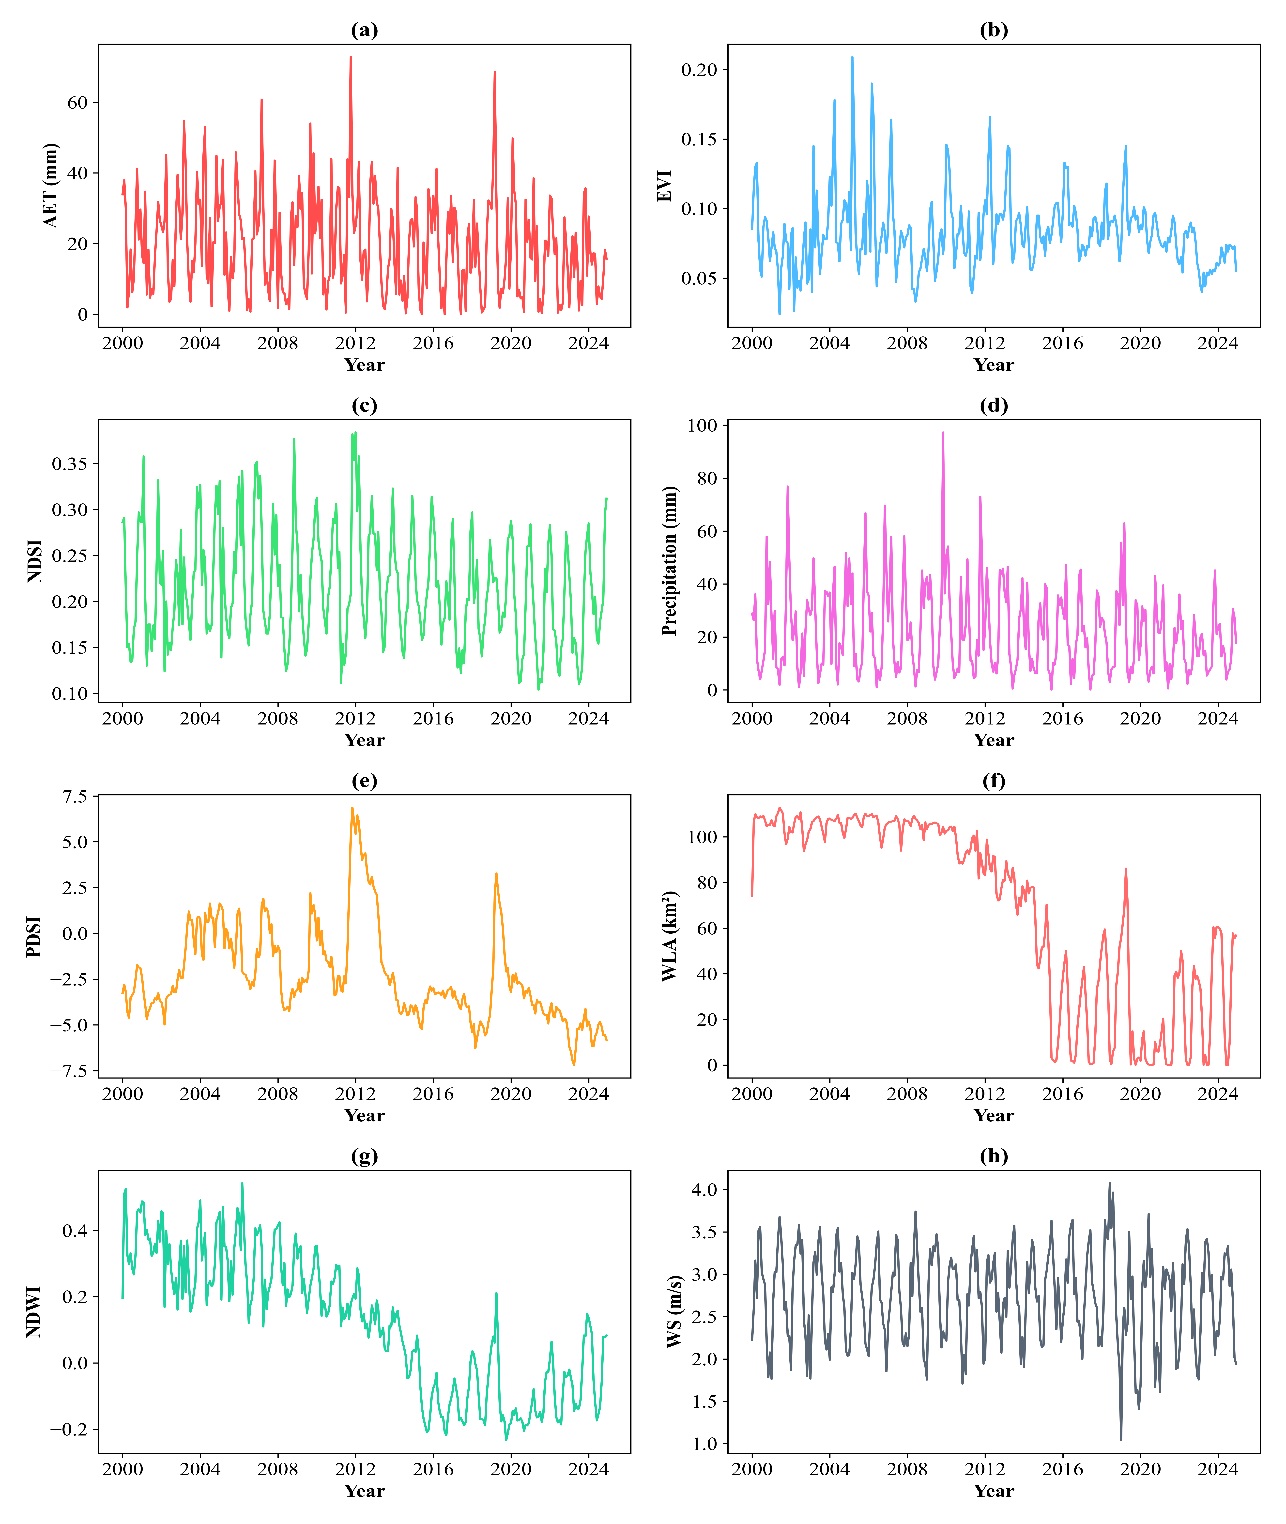 (a)
AET (mm)
60
40
20
0
2000 2004 2008 2012 2016 2020 2024
Year
(b)
EVI
0.20
0.15
0.10
0.05
2000 2004 2008 2012 2016 2020 2024
Year
(c)
NDSI
0.35
0.30
0.25
0.20
0.15
0.10
2000 2004 2008 2012 2016 2020 2024
Year
(d)
Precipitation (mm)
100
80
60
40
20
0
2000 2004 2008 2012 2016 2020 2024
Year
(e)
PDSI
7.5
5.0
2.5
0.0
−2.5
−5.0
−7.5
2000 2004 2008 2012 2016 2020 2024
Year
(f)
WLA (km²)
100
80
60
40
20
0
2000 2004 2008 2012 2016 2020 2024
Year
(g)
NDWI
0.4
0.2
0.0
−0.2
2000 2004 2008 2012 2016 2020 2024
Year
(h)
WS (m/s)
4.0
3.5
3.0
2.5
2.0
1.5
1.0
2000 2004 2008 2012 2016 2020 2024
Year